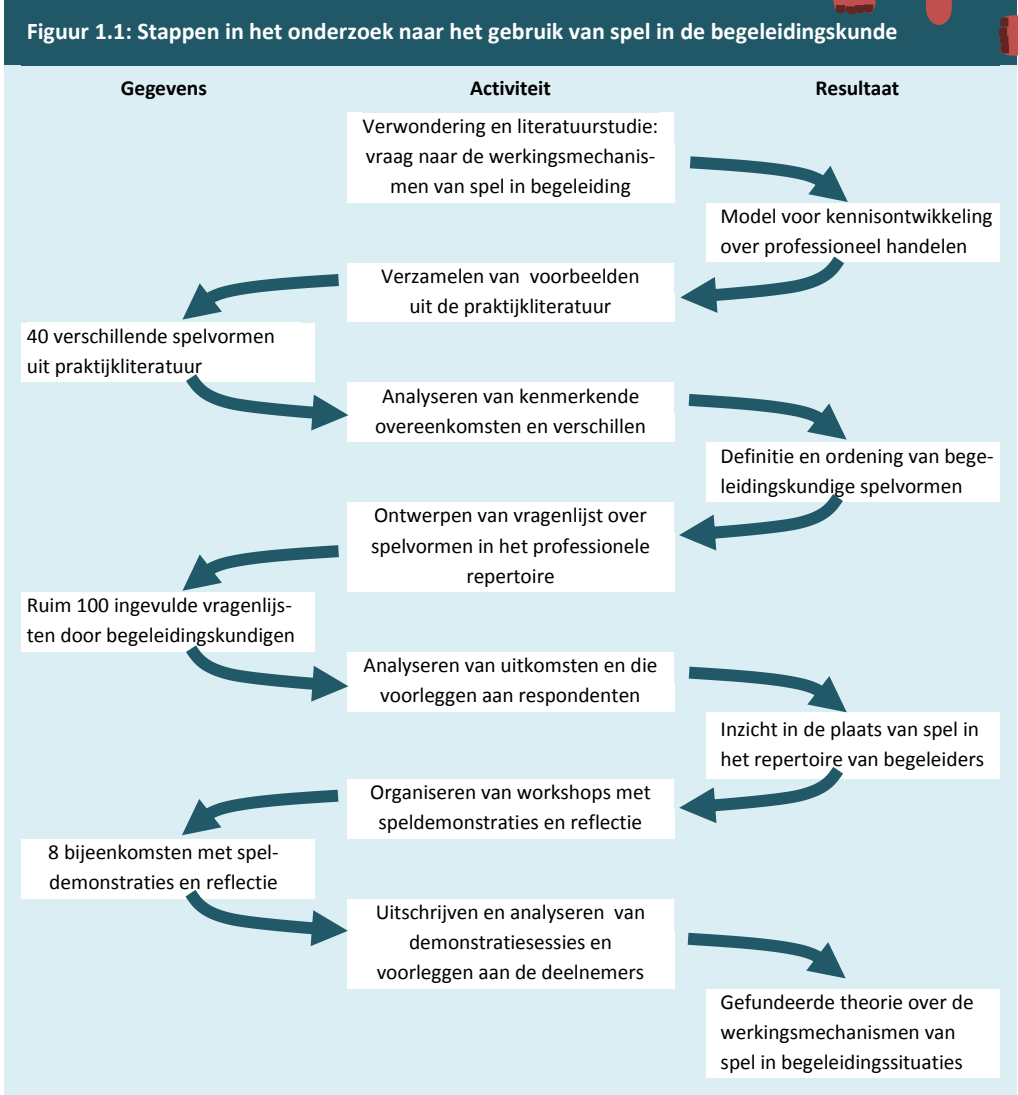 Figuur 1.1: Stappen in het onderzoek naar het gebruik van spel in de begeleidingskunde
Gegevens
Activiteit
Resultaat
Verwondering en literatuurstudie:
vraag naar de werkingsmechanis-
men van spel in begeleiding
Model voor kennisontwikkeling
over professioneel handelen
Verzamelen van voorbeelden
uit de praktijkliteratuur
40 verschillende spelvormen
uit praktijkliteratuur
Analyseren van kenmerkende
overeenkomsten en verschillen
Definitie en ordening van bege-
leidingskundige spelvormen
Ontwerpen van vragenlijst over
spelvormen in het professionele
repertoire
Ruim 100 ingevulde vragenlijs-
ten door begeleidingskundigen
Analyseren van uitkomsten en die
voorleggen aan respondenten
Inzicht in de plaats van spel in
het repertoire van begeleiders
Organiseren van workshops met
speldemonstraties en reflectie
8 bijeenkomsten met spel-
demonstraties en reflectie
Uitschrijven en analyseren van
demonstratiesessies en
voorleggen aan de deelnemers
Gefundeerde theorie over de
werkingsmechanismen van
spel in begeleidingssituaties